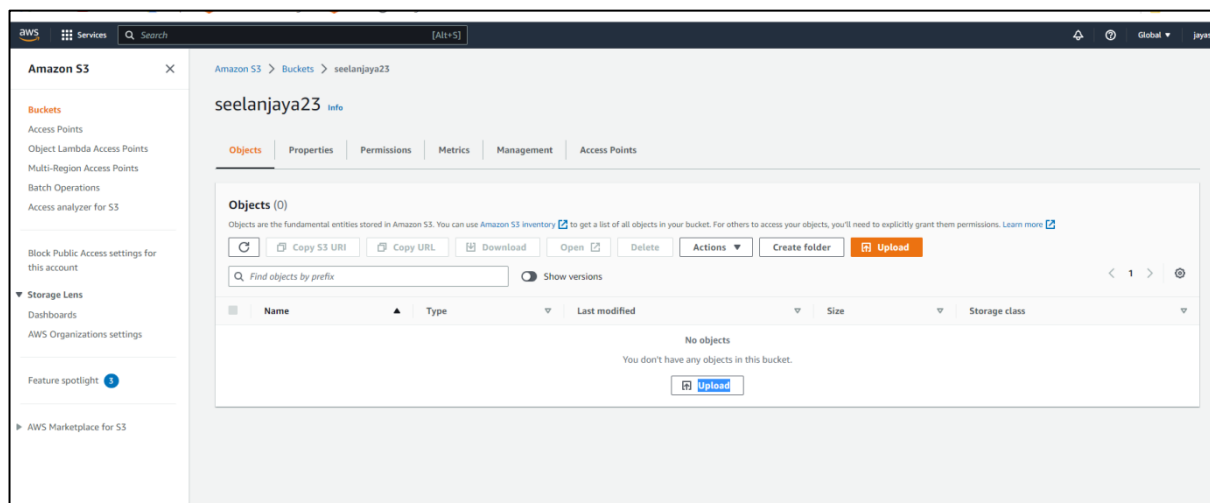 aws Services Search [Alt+S] Global jayas
Amazon S3
Amazon S3 > Buckets > seelanjaya23
seelanjaya23 Info
Buckets
Access Points
Object Lambda Access Points
Multi-Region Access Points
Batch Operations
Access analyzer for S3
Block Public Access settings for
this account
Storage Lens
Dashboards
AWS Organizations settings
Feature spotlight 3
AWS Marketplace for S3
Objects Properties Permissions Metrics Management Access Points
Objects (0)
Objects are the fundamental entities stored in Amazon S3. You can use Amazon S3 inventory to get a list of all objects in your bucket. For others to access your objects, you'll need to explicitly grant them permissions. Learn more
Copy S3 URI Copy URL Download Open Delete Actions Create folder Upload
Find objects by prefix Show versions < 1 >
Name Type Last modified Size Storage class
No objects
You don't have any objects in this bucket.
Upload